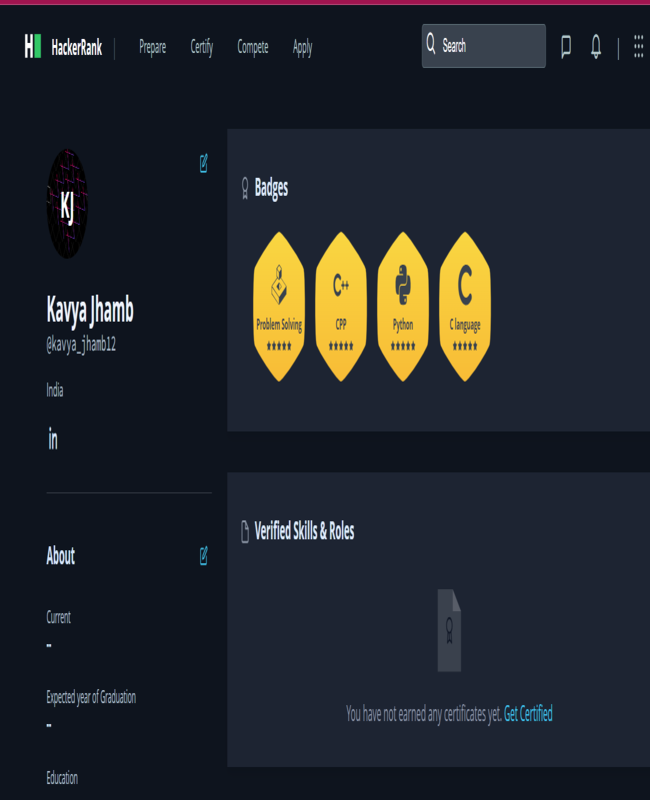 H HackerRank | Prepare Certify Compete Apply Search |
KJ
Kavya Jhamb
@kavya_jhamb12
India
in
About
Current
--
Expected year of Graduation
--
Education
Badges
C++ C
Problem Solving CPP Python C language
Verified Skills & Roles
You have not earned any certificates yet. Get Certified